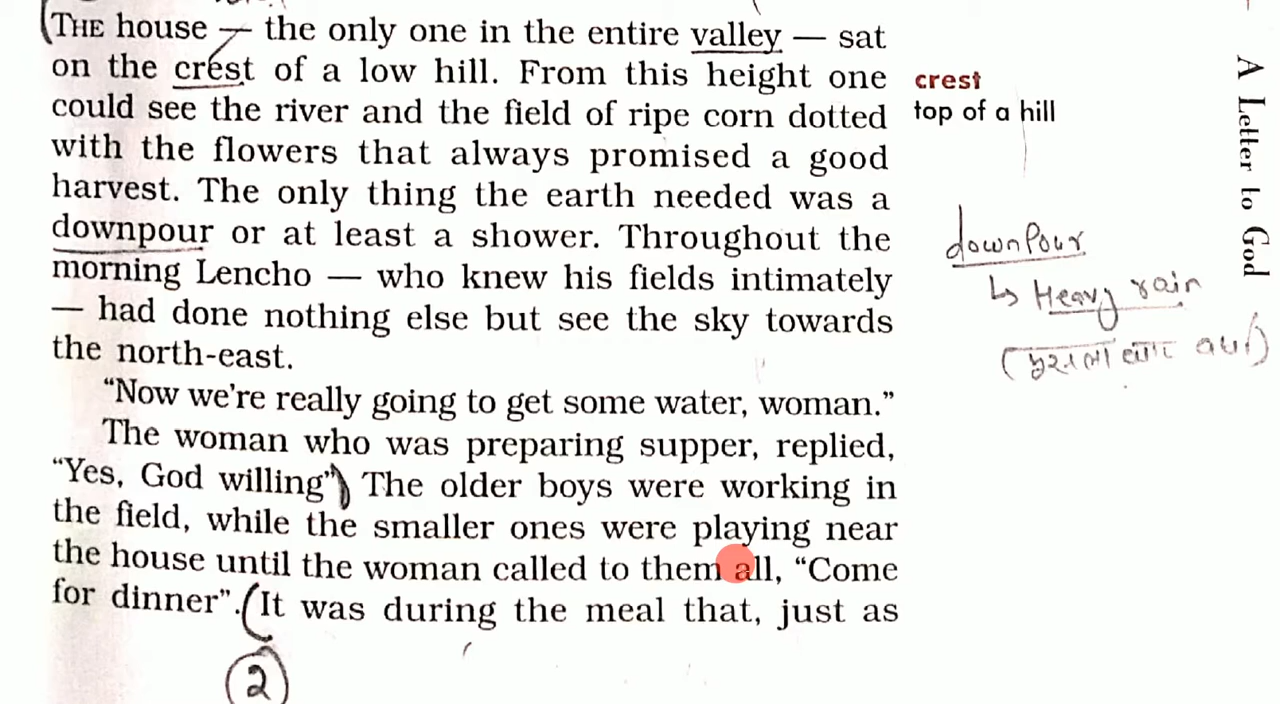 THE house — the only one in the entire valley — sat
on the crest of a low hill. From this height one
could see the river and the field of ripe corn dotted
with the flowers that always promised a good
harvest. The only thing the earth needed was a
downpour or at least a shower. Throughout the
morning Lencho — who knew his fields intimately
— had done nothing else but see the sky towards
the north-east.
“Now we're really going to get some water, woman.”
The woman who was preparing supper, replied,
“Yes, God willing”) The older boys were working in
the field, while the smaller ones were playing near
the house until the woman called to them all, “Come
for dinner”. (It was during the meal that, just as
2
crest
top of a hill
downpour
↳ Heavy rain
वर्षा)
A Letter to God